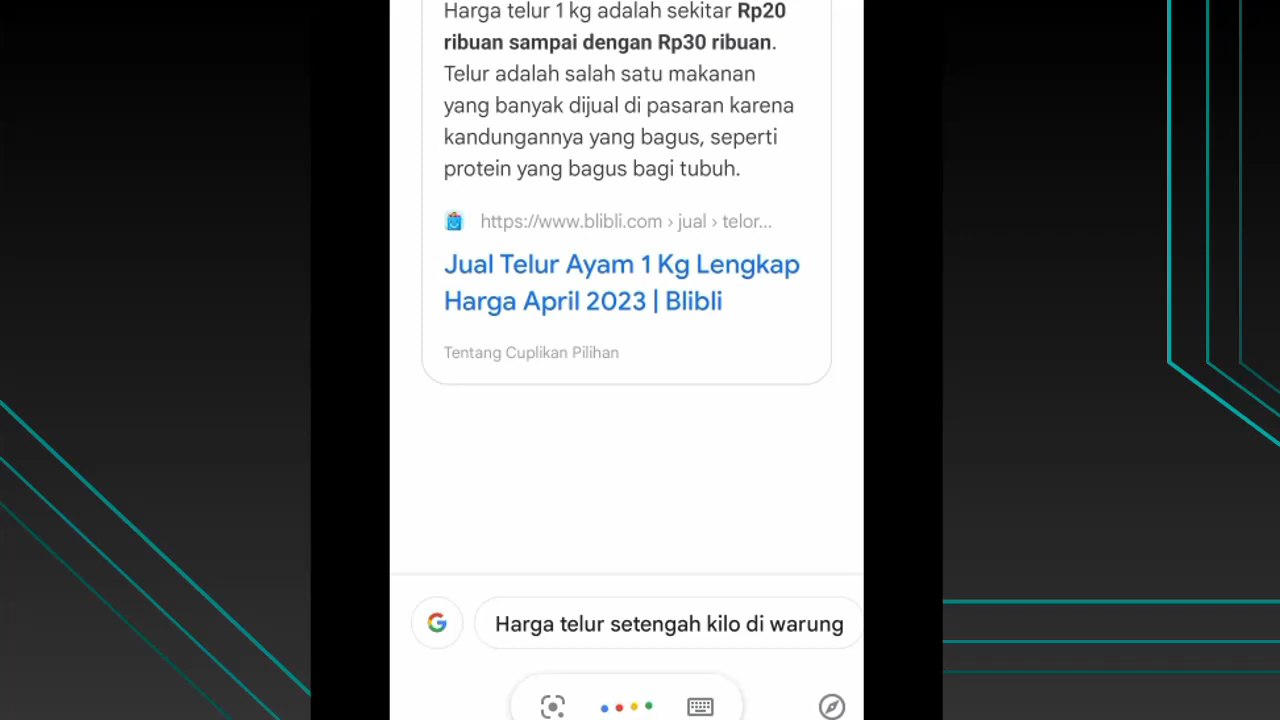 Harga telur 1 kg adalah sekitar Rp20
ribuan sampai dengan Rp30 ribuan.
Telur adalah salah satu makanan
yang banyak dijual di pasaran karena
kandungannya yang bagus, seperti
protein yang bagus bagi tubuh.
https://www.blibli.com › jual › telor...
Jual Telur Ayam 1 Kg Lengkap
Harga April 2023 | Blibli
Tentang Cuplikan Pilihan
Harga telur setengah kilo di warung